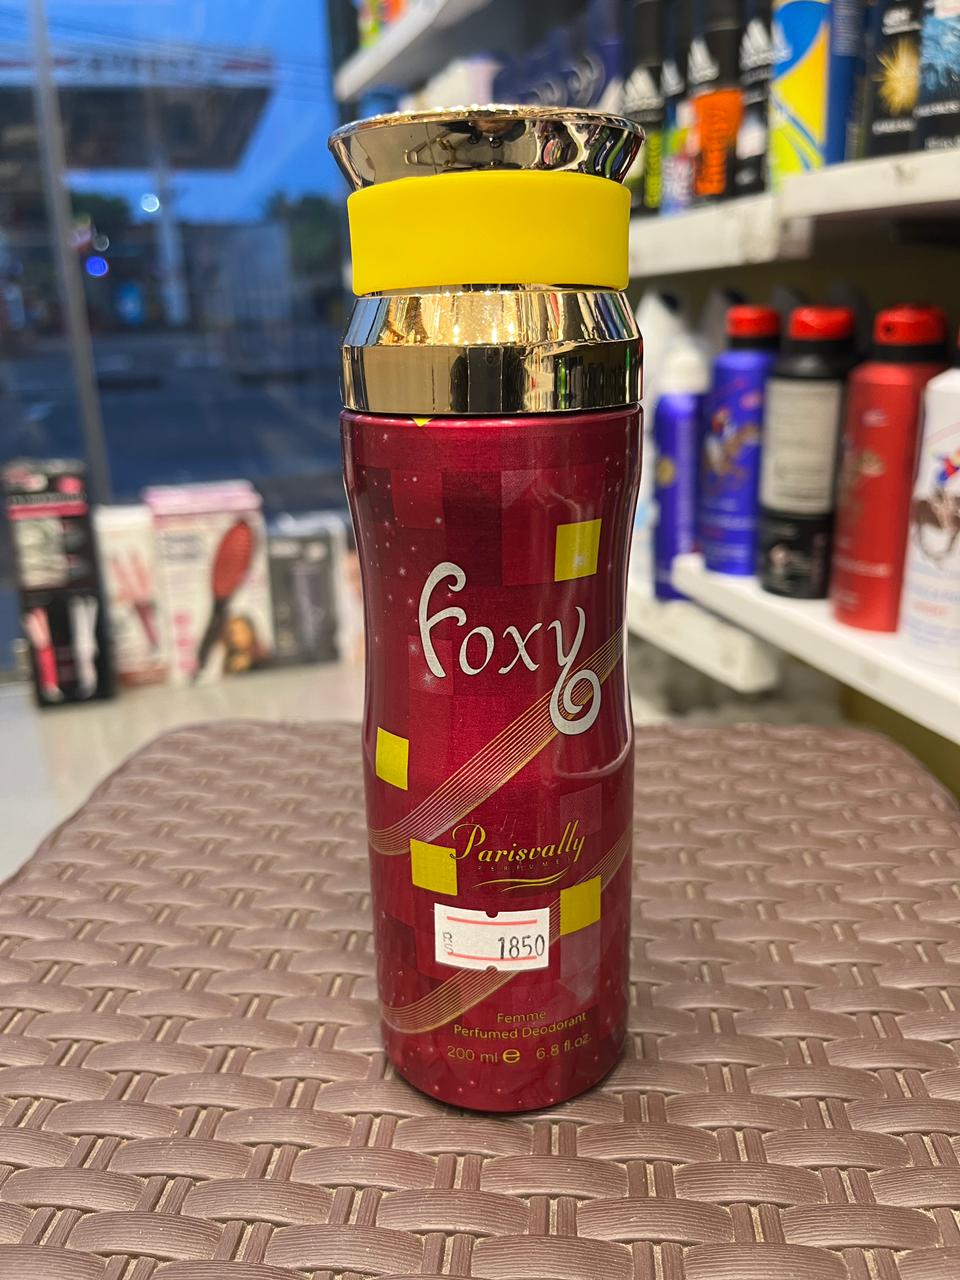 Foxy
Parisvally
PERFUMES
RS 1850
Femme
Perfumed Deodorant
200 ml e 6.8 fl.oz.